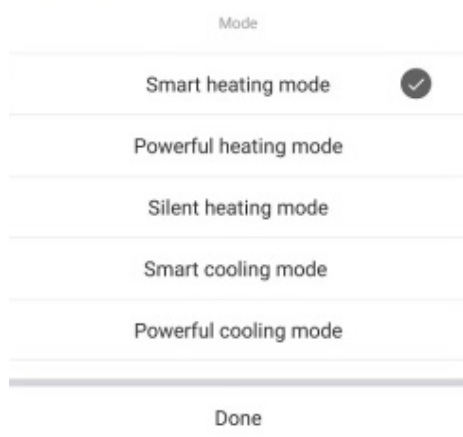 Mode
Smart heating mode
Powerful heating mode
Silent heating mode
Smart cooling mode
Powerful cooling mode
Done